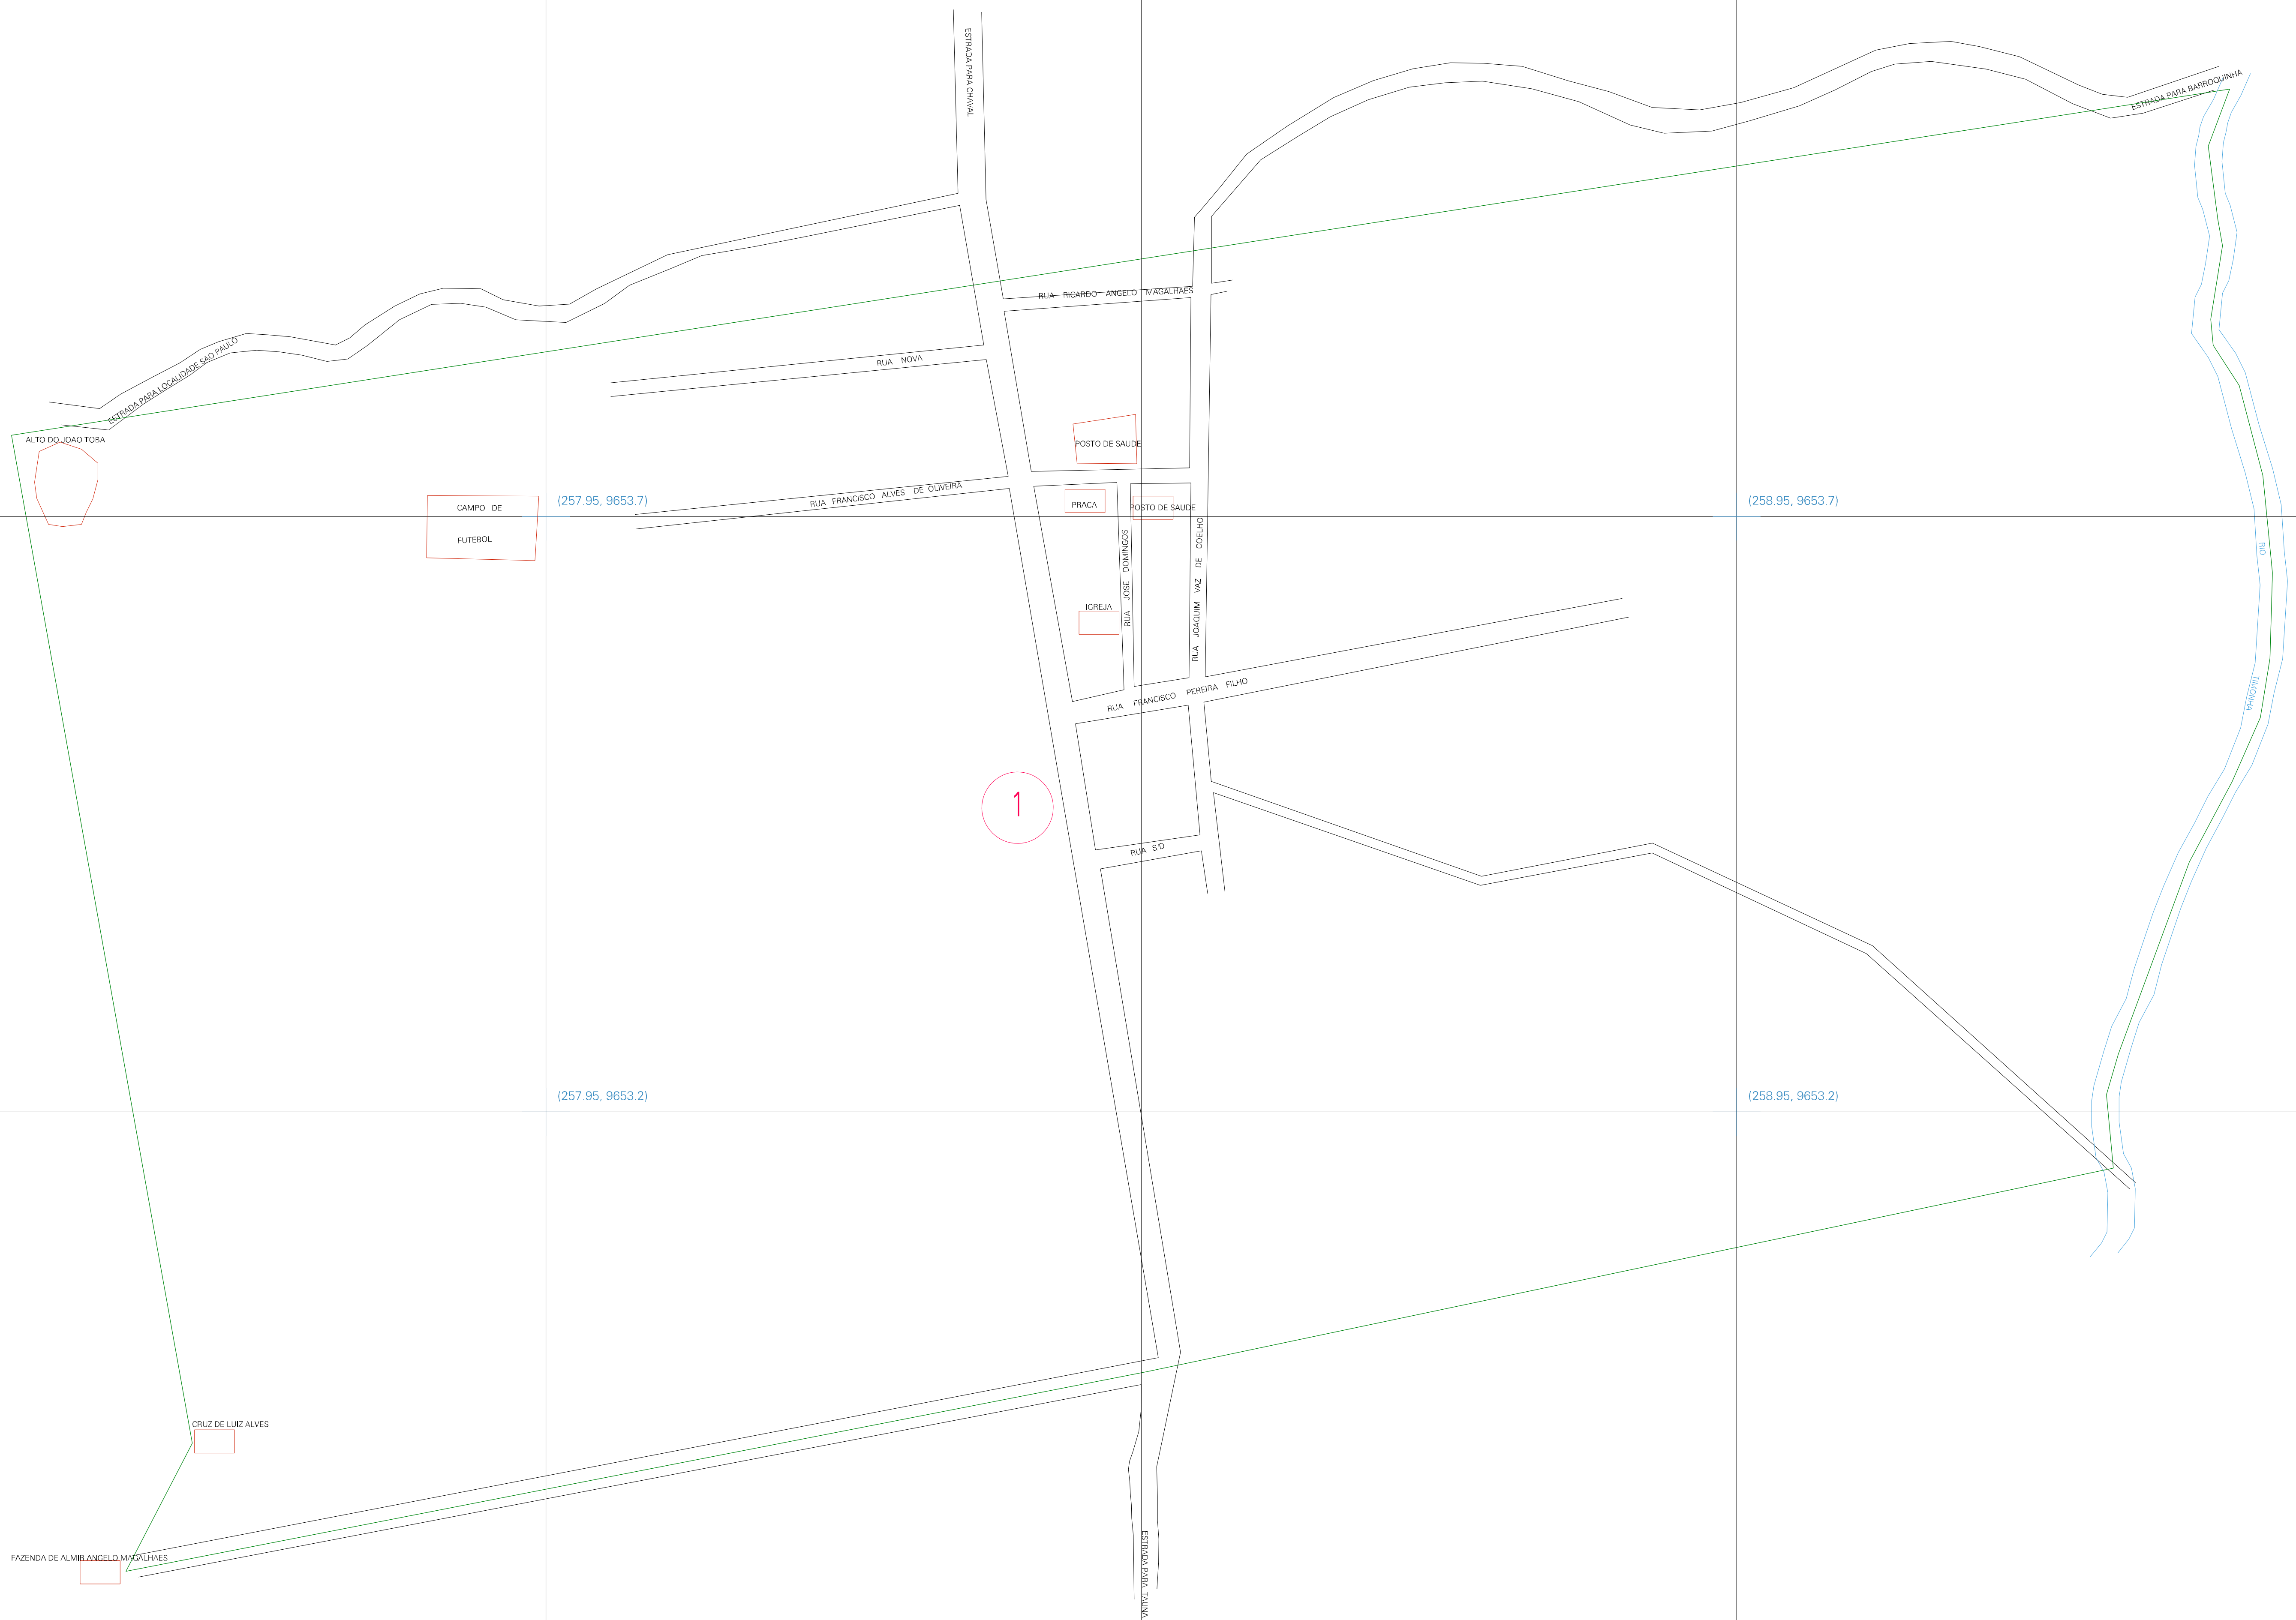 ESTRADA PARA CHAVAL
ESTRADA PARA BARROQUINHA
RUA RICARDO ANGELO MAGALHAES
ESTRADA PARA LOCALIDADE SAO PAULO
RUA NOVA
ALTO DO JOAO TOBA
POSTO DE SAUDE
RUA FRANCISCO ALVES DE OLIVEIRA
(257.95, 9653.7)
(258.95, 9653.7)
CAMPO DE
FUTEBOL
PRACA
POSTO DE SAUDE
RUA JOSE DOMINGOS
RUA JOAQUIM VAZ DE COELHO
RIO
TIMONHA
IGREJA
RUA FRANCISCO PEREIRA FILHO
1
RUA S/D
(257.95, 9653.2)
(258.95, 9653.2)
CRUZ DE LUIZ ALVES
FAZENDA DE ALMIR ANGELO MAGALHAES
ESTRADA PARA ITAUNA